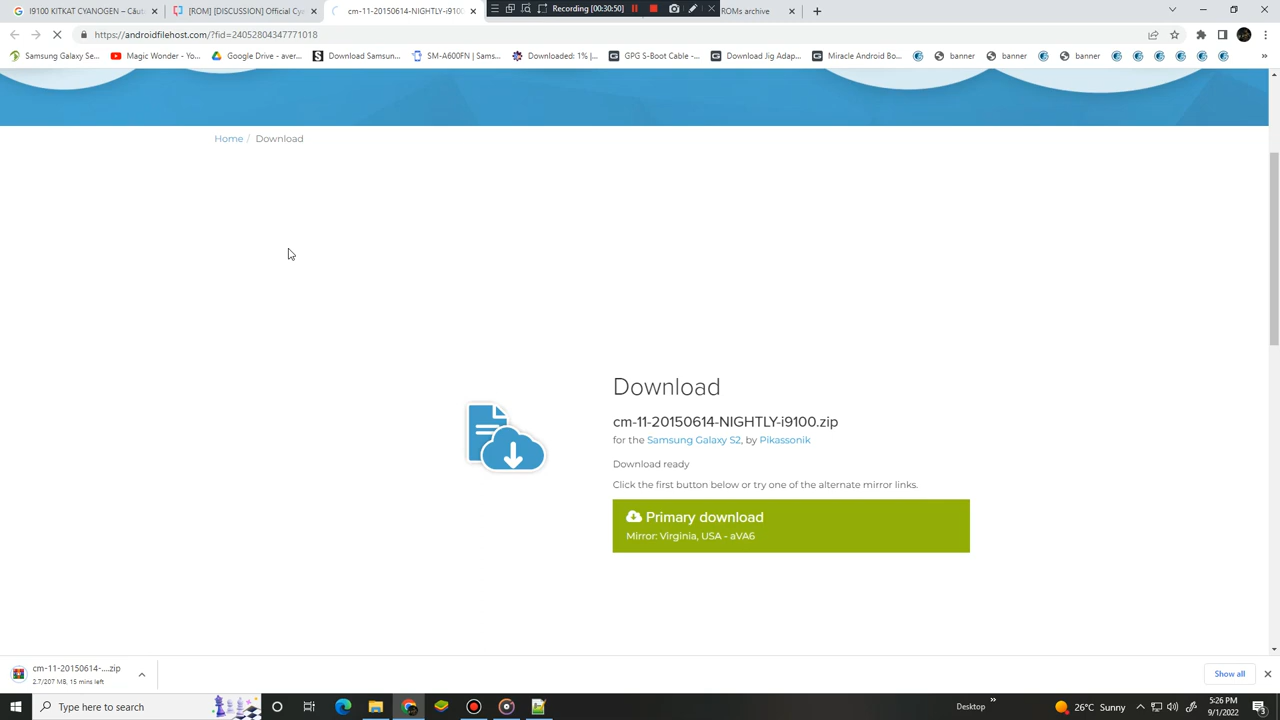 I9100 KITKAT CYANOGEN – Cău
[ROM] [DISCUSSION] Official Cya
cm-11-20150614-NIGHTLY-i9100
Recording [00:30:50]
ROMs archive
https://androidfilehost.com/?fid=24052804347771018
Samsung Galaxy Se...
Magic Wonder - Yo...
Google Drive - aver...
Download Samsun...
SM-A600FN | Sams...
Downloaded: 1% |...
GPG S-Boot Cable -...
Download Jig Adap...
Miracle Android Bo...
banner
banner
banner
»
Home / Download
Download
cm-11-20150614-NIGHTLY-i9100.zip
for the Samsung Galaxy S2, by Pikassonik
Download ready
Click the first button below or try one of the alternate mirror links.
Primary download
Mirror: Virginia, USA - aVA6
cm-11-20150614-....zip
2.7/207 MB, 15 mins left
Show all
Type here to search
Desktop
»
26°C Sunny
5:26 PM
9/1/2022
3